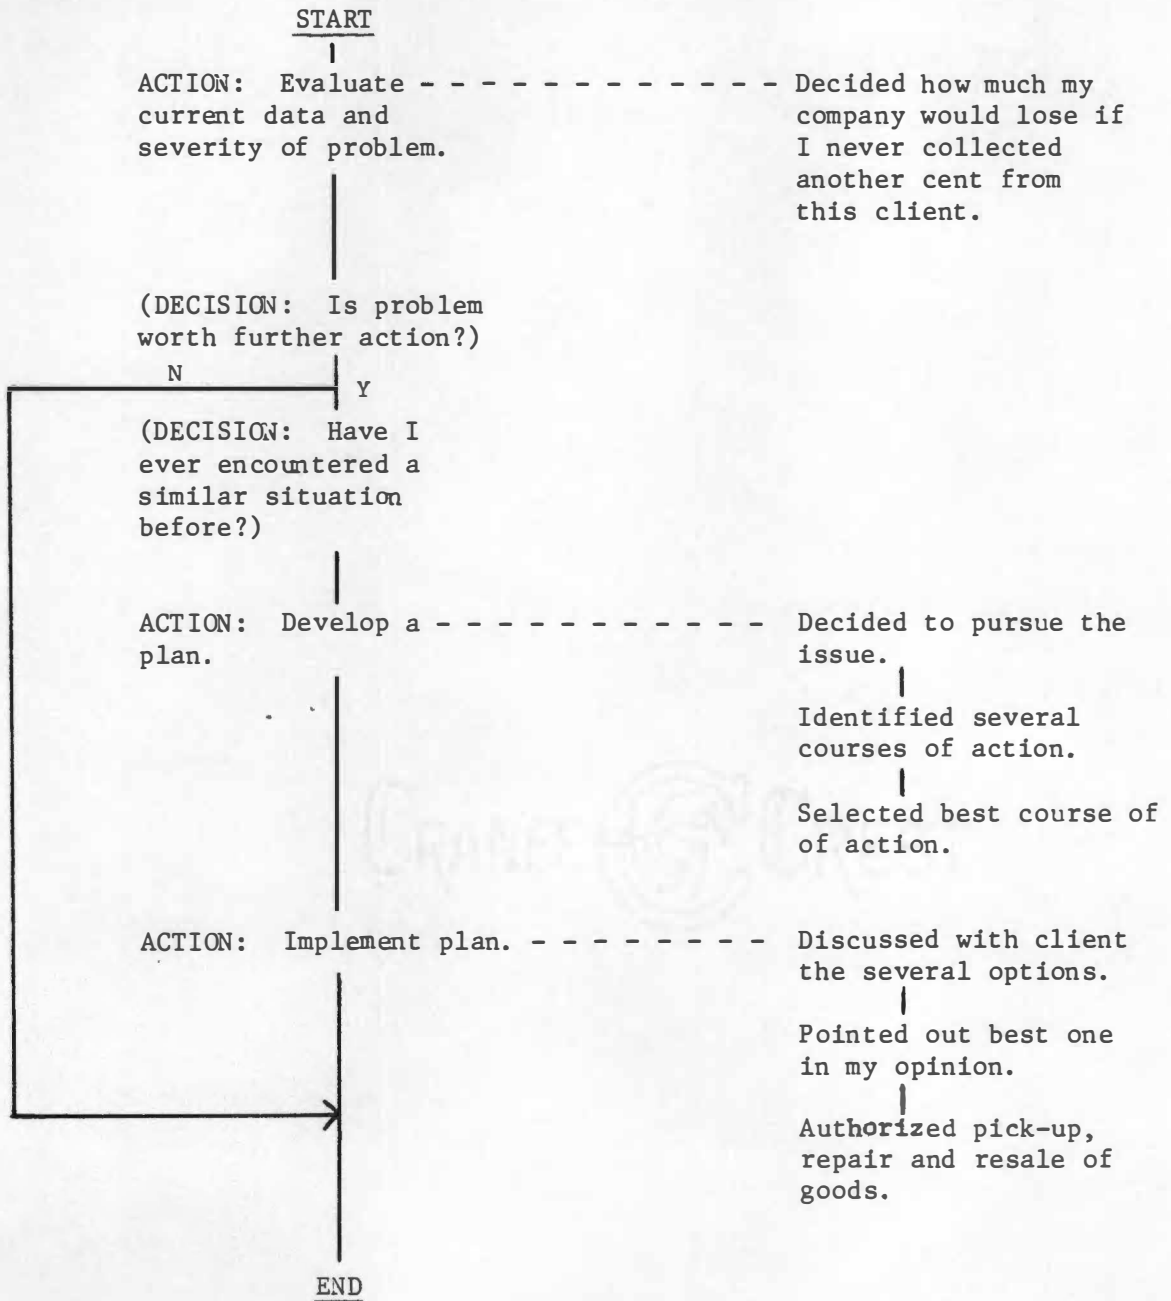 START
ACTION: Evaluate
current data and
severity of problem.
Decided how much my
company would lose if
I never collected
another cent from
this client.
(DECISION: Is problem
worth further action?)
N
Y
(DECISION: Have I
ever encountered a
similar situation
before?)
ACTION: Develop a
plan.
Decided to pursue the
issue.
Identified several
courses of action.
Selected best course of
of action.
ACTION: Implement plan.
Discussed with client
the several options.
Pointed out best one
in my opinion.
Authorized pick-up,
repair and resale of
goods.
END